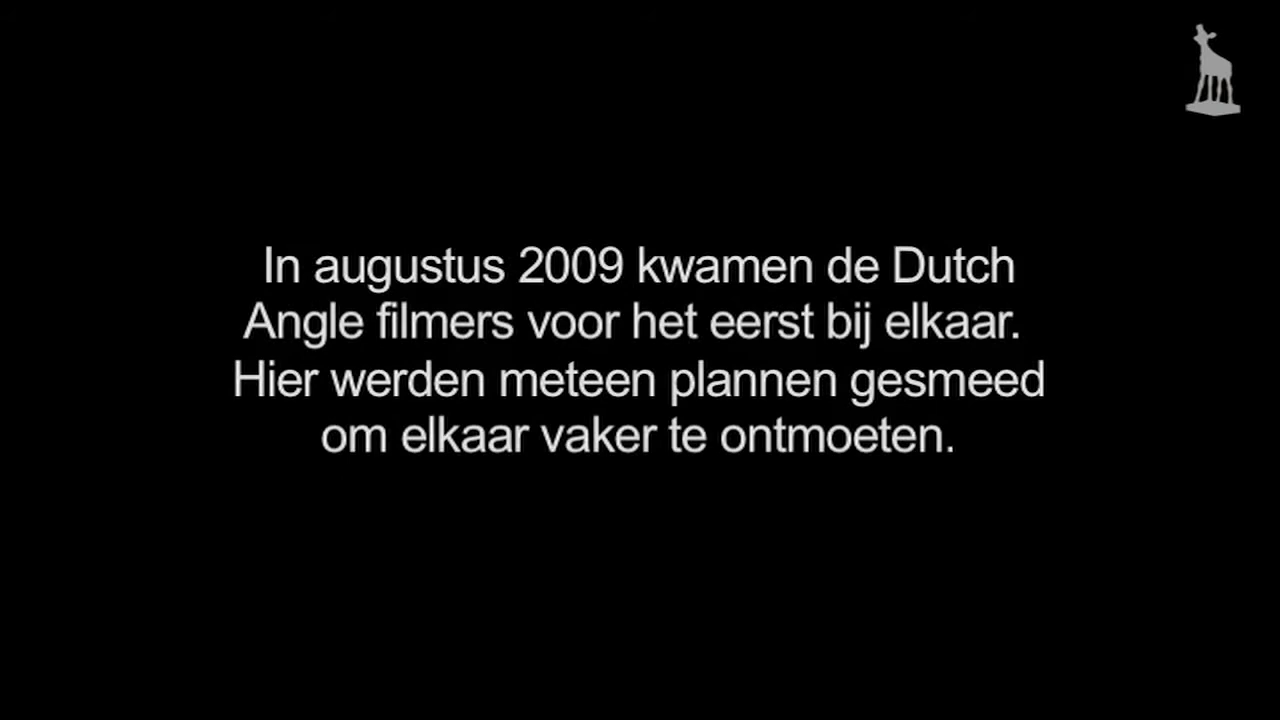 In augustus 2009 kwamen de Dutch
Angle filmers voor het eerst bij elkaar.
Hier werden meteen plannen gesmeed
om elkaar vaker te ontmoeten.